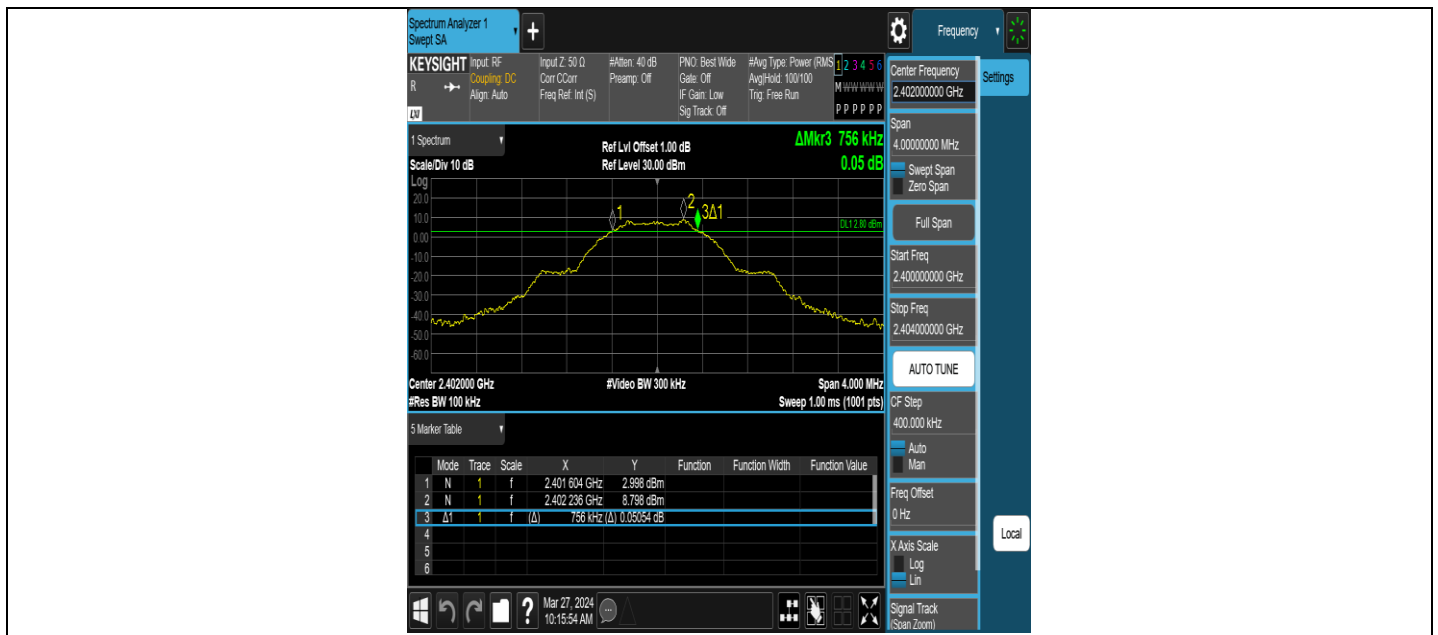 Spectrum Analyzer 1
Swept SA
+
Frequency
KEYSIGHT
R
LXI
Input: RF
Coupling: DC
Align: Auto
Input Z: 50 Ω
Corr CCorr
Freq Ref: Int (S)
#Atten: 40 dB
Preamp: Off
PNO: Best Wide
Gate: Off
IF Gain: Low
Sig Track: Off
#Avg Type: Power (RMS
Avg|Hold: 100/100
Trig: Free Run
1 2 3 4 5 6
M W W W W W
P P P P P P
1 Spectrum
Scale/Div 10 dB
Ref Lvl Offset 1.00 dB
Ref Level 30.00 dBm
ΔMkr3 756 kHz
0.05 dB
Log
20.0
10.0
0.00
-10.0
-20.0
-30.0
-40.0
-50.0
-60.0
1
2
3Δ1
DL1 2.80 dBm
Center 2.402000 GHz
#Video BW 300 kHz
Span 4.000 MHz
#Res BW 100 kHz
Sweep 1.00 ms (1001 pts)
5 Marker Table
Mode Trace Scale X Y Function Function Width Function Value
1 N 1 f 2.401 604 GHz 2.998 dBm
2 N 1 f 2.402 236 GHz 8.798 dBm
3 Δ1 1 f (Δ) 756 kHz (Δ) 0.05054 dB
4
5
6
?
Mar 27, 2024
10:15:54 AM
Center Frequency
2.402000000 GHz
Settings
Span
4.00000000 MHz
Swept Span
Zero Span
Full Span
Start Freq
2.400000000 GHz
Stop Freq
2.404000000 GHz
AUTO TUNE
CF Step
400.000 kHz
Auto
Man
Freq Offset
0 Hz
Local
X Axis Scale
Log
Lin
Signal Track
(Span Zoom)